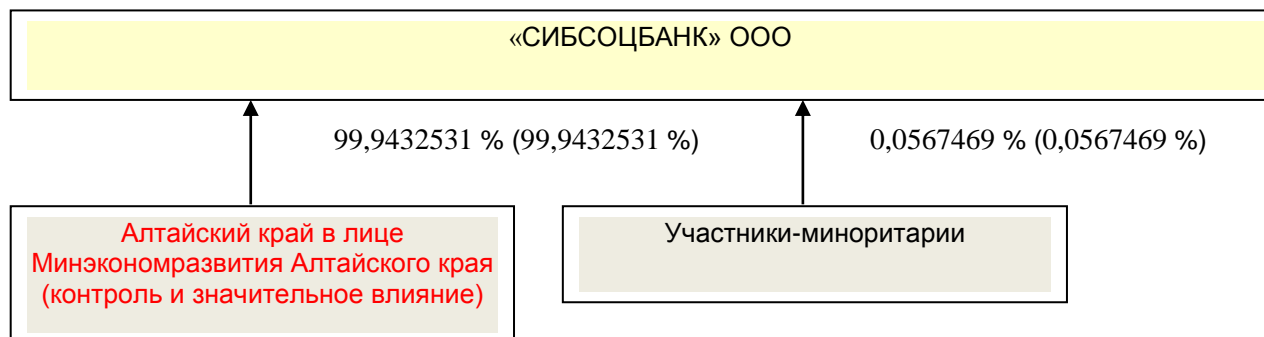 «СИБСОЦБАНК» ООО
99,9432531 % (99,9432531 %)
0,0567469 % (0,0567469 %)
Алтайский край в лице
Минэкономразвития Алтайского края
(контроль и значительное влияние)
Участники-миноритарии